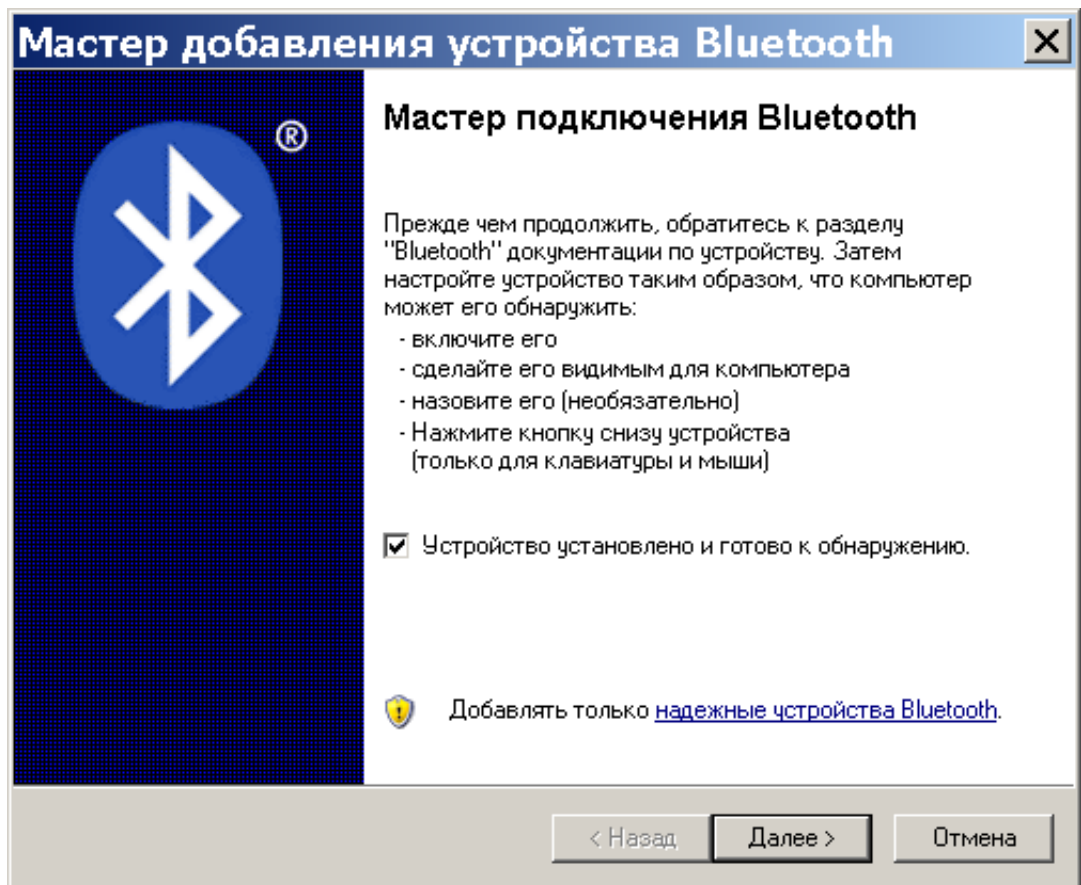 Мастер добавления устройства Bluetooth
®
Мастер подключения Bluetooth
Прежде чем продолжить, обратитесь к разделу
"Bluetooth" документации по устройству. Затем
настройте устройство таким образом, что компьютер
может его обнаружить:
- включите его
- сделайте его видимым для компьютера
- назовите его (необязательно)
- Нажмите кнопку снизу устройства
(только для клавиатуры и мыши)
Устройство установлено и готово к обнаружению.
Добавлять только надежные устройства Bluetooth.
< Назад
Далее >
Отмена